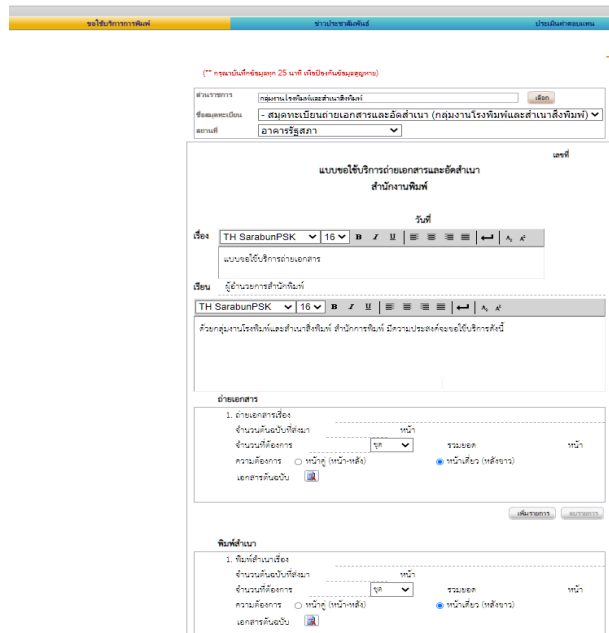 ขอใช้บริการการพิมพ์ ข่าวประชาสัมพันธ์ ประเมินค่าตอบแทน
(** กรุณาบันทึกข้อมูลทุก 25 นาที เพื่อป้องกันข้อมูลสูญหาย)
ส่วนราชการ กลุ่มงานโรงพิมพ์และสำเนาสิ่งพิมพ์ เลือก
ชื่อสมุดทะเบียน - สมุดทะเบียนถ่ายเอกสารและอัดสำเนา (กลุ่มงานโรงพิมพ์และสำเนาสิ่งพิมพ์)
สถานที่ อาคารรัฐสภา
เลขที่
แบบขอใช้บริการถ่ายเอกสารและอัดสำเนา
สำนักงานพิมพ์
วันที่
เรื่อง TH SarabunPSK 16 B I U
แบบขอใช้บริการถ่ายเอกสาร
เรียน ผู้อำนวยการสำนักพิมพ์
TH SarabunPSK 16 B I U
ด้วยกลุ่มงานโรงพิมพ์และสำเนาสิ่งพิมพ์ สำนักการพิมพ์ มีความประสงค์จะขอใช้บริการดังนี้
ถ่ายเอกสาร
1. ถ่ายเอกสารเรื่อง
จำนวนต้นฉบับที่ส่งมา หน้า
จำนวนที่ต้องการ ชุด รวมยอด หน้า
ความต้องการ หน้าคู่ (หน้า-หลัง) หน้าเดียว (หลังขาว)
เอกสารต้นฉบับ
เพิ่มรายการ ลบรายการ
พิมพ์สำเนา
1. พิมพ์สำเนาเรื่อง
จำนวนต้นฉบับที่ส่งมา หน้า
จำนวนที่ต้องการ ชุด รวมยอด หน้า
ความต้องการ หน้าคู่ (หน้า-หลัง) หน้าเดียว (หลังขาว)
เอกสารต้นฉบับ